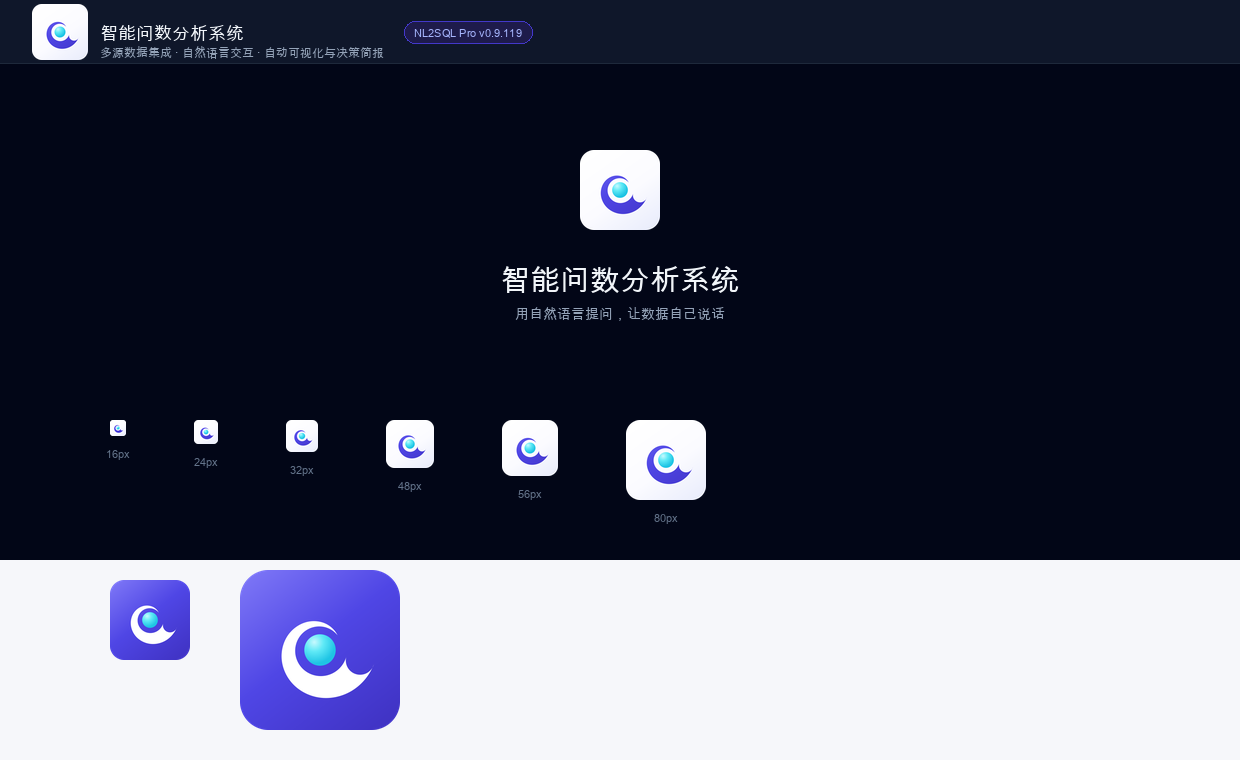 智能问数分析系统
多源数据集成 · 自然语言交互 · 自动可视化与决策简报
NL2SQL Pro v0.9.119
智能问数分析系统
用自然语言提问，让数据自己说话
16px
24px
32px
48px
56px
80px